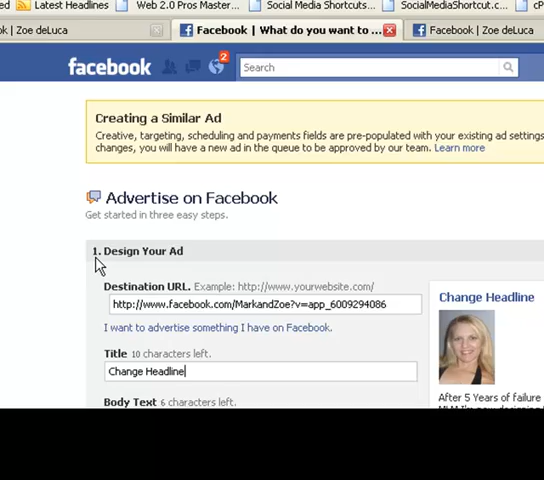 Latest Headlines Web 2.0 Pros Master... Social Media Shortcuts... SocialMediaShortcut.c...
k | Zoe deLuca Facebook | What do you want to ... Facebook | Zoe deLuca
facebook 2 Search
Creating a Similar Ad
Creative, targeting, scheduling and payments fields are pre-populated with your existing ad settings
changes, you will have a new ad in the queue to be approved by our team. Learn more
Advertise on Facebook
Get started in three easy steps.
1. Design Your Ad
Destination URL. Example: http://www.yourwebsite.com/
http://www.facebook.com/MarkandZoe?v=app_6009294086
I want to advertise something I have on Facebook.
Title 10 characters left.
Change Headline
Body Text 6 characters left.
Change Headline
After 5 Years of failure